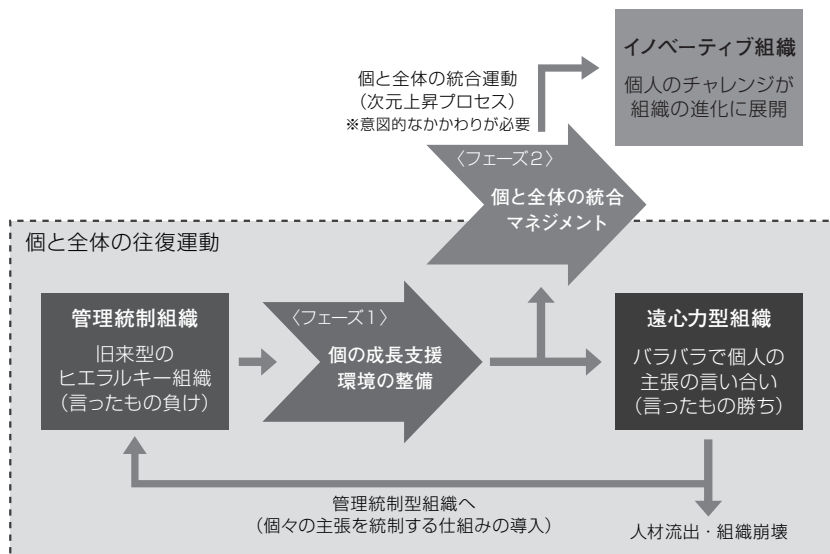 イノベーティブ組織
個人のチャレンジが
組織の進化に展開
個と全体の統合運動
（次元上昇プロセス）
※意図的なかかわりが必要
〈フェーズ2〉
個と全体の統合
マネジメント
個と全体の往復運動
管理統制組織
旧来型の
ヒエラルキー組織
（言ったもの負け）
〈フェーズ1〉
個の成長支援
環境の整備
遠心力型組織
バラバラで個人の
主張の言い合い
（言ったもの勝ち）
管理統制型組織へ
（個々の主張を統制する仕組みの導入）
人材流出・組織崩壊